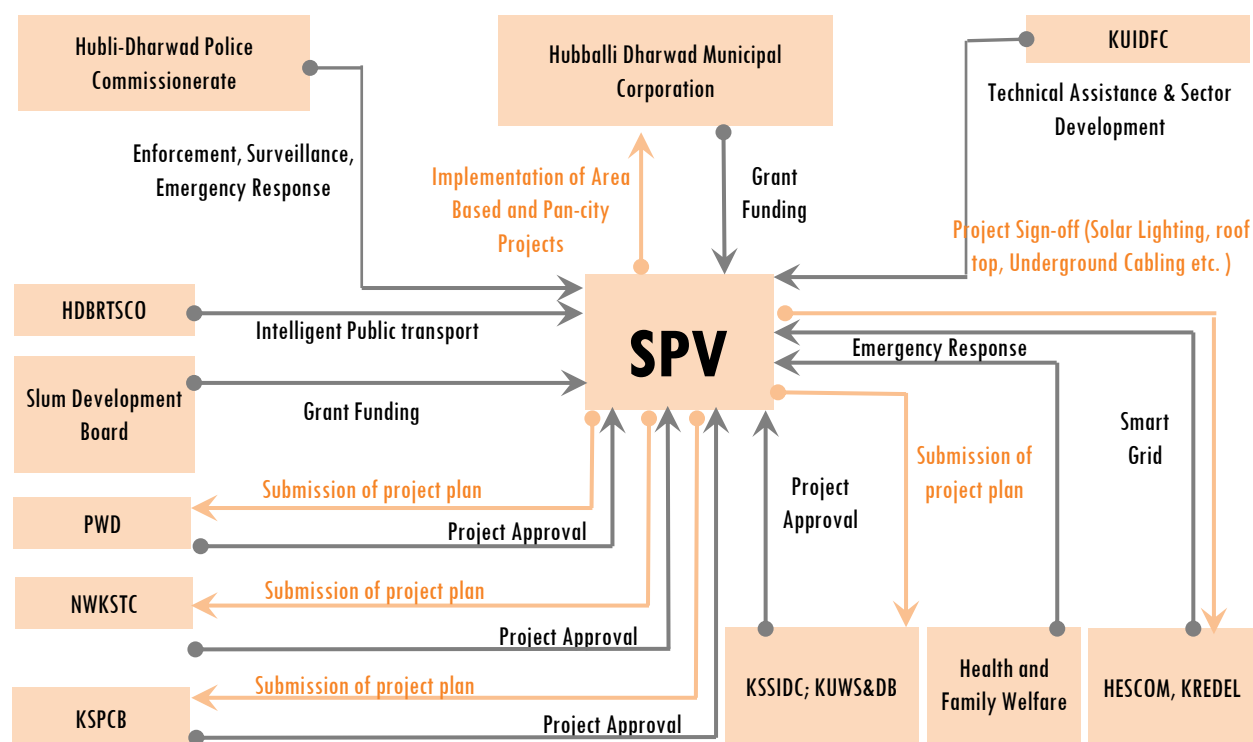 Hubli-Dharwad Police
Commissionerate
Hubballi Dharwad Municipal
Corporation
KUIDFC
Technical Assistance & Sector
Development
Enforcement, Surveillance,
Emergency Response
Implementation of Area
Based and Pan-city
Projects
Grant
Funding
Project Sign-off (Solar Lighting, roof
top, Underground Cabling etc. )
HDBRTSCO
Intelligent Public transport
SPV
Emergency Response
Slum Development
Board
Grant Funding
Smart
Grid
Submission of project plan
PWD
Project Approval
Project
Approval
Submission of
project plan
NWKSTC
Submission of project plan
Project Approval
KSPCB
Submission of project plan
Project Approval
KSSIDC; KUWS&DB
Health and
Family Welfare
HESCOM, KREDEL